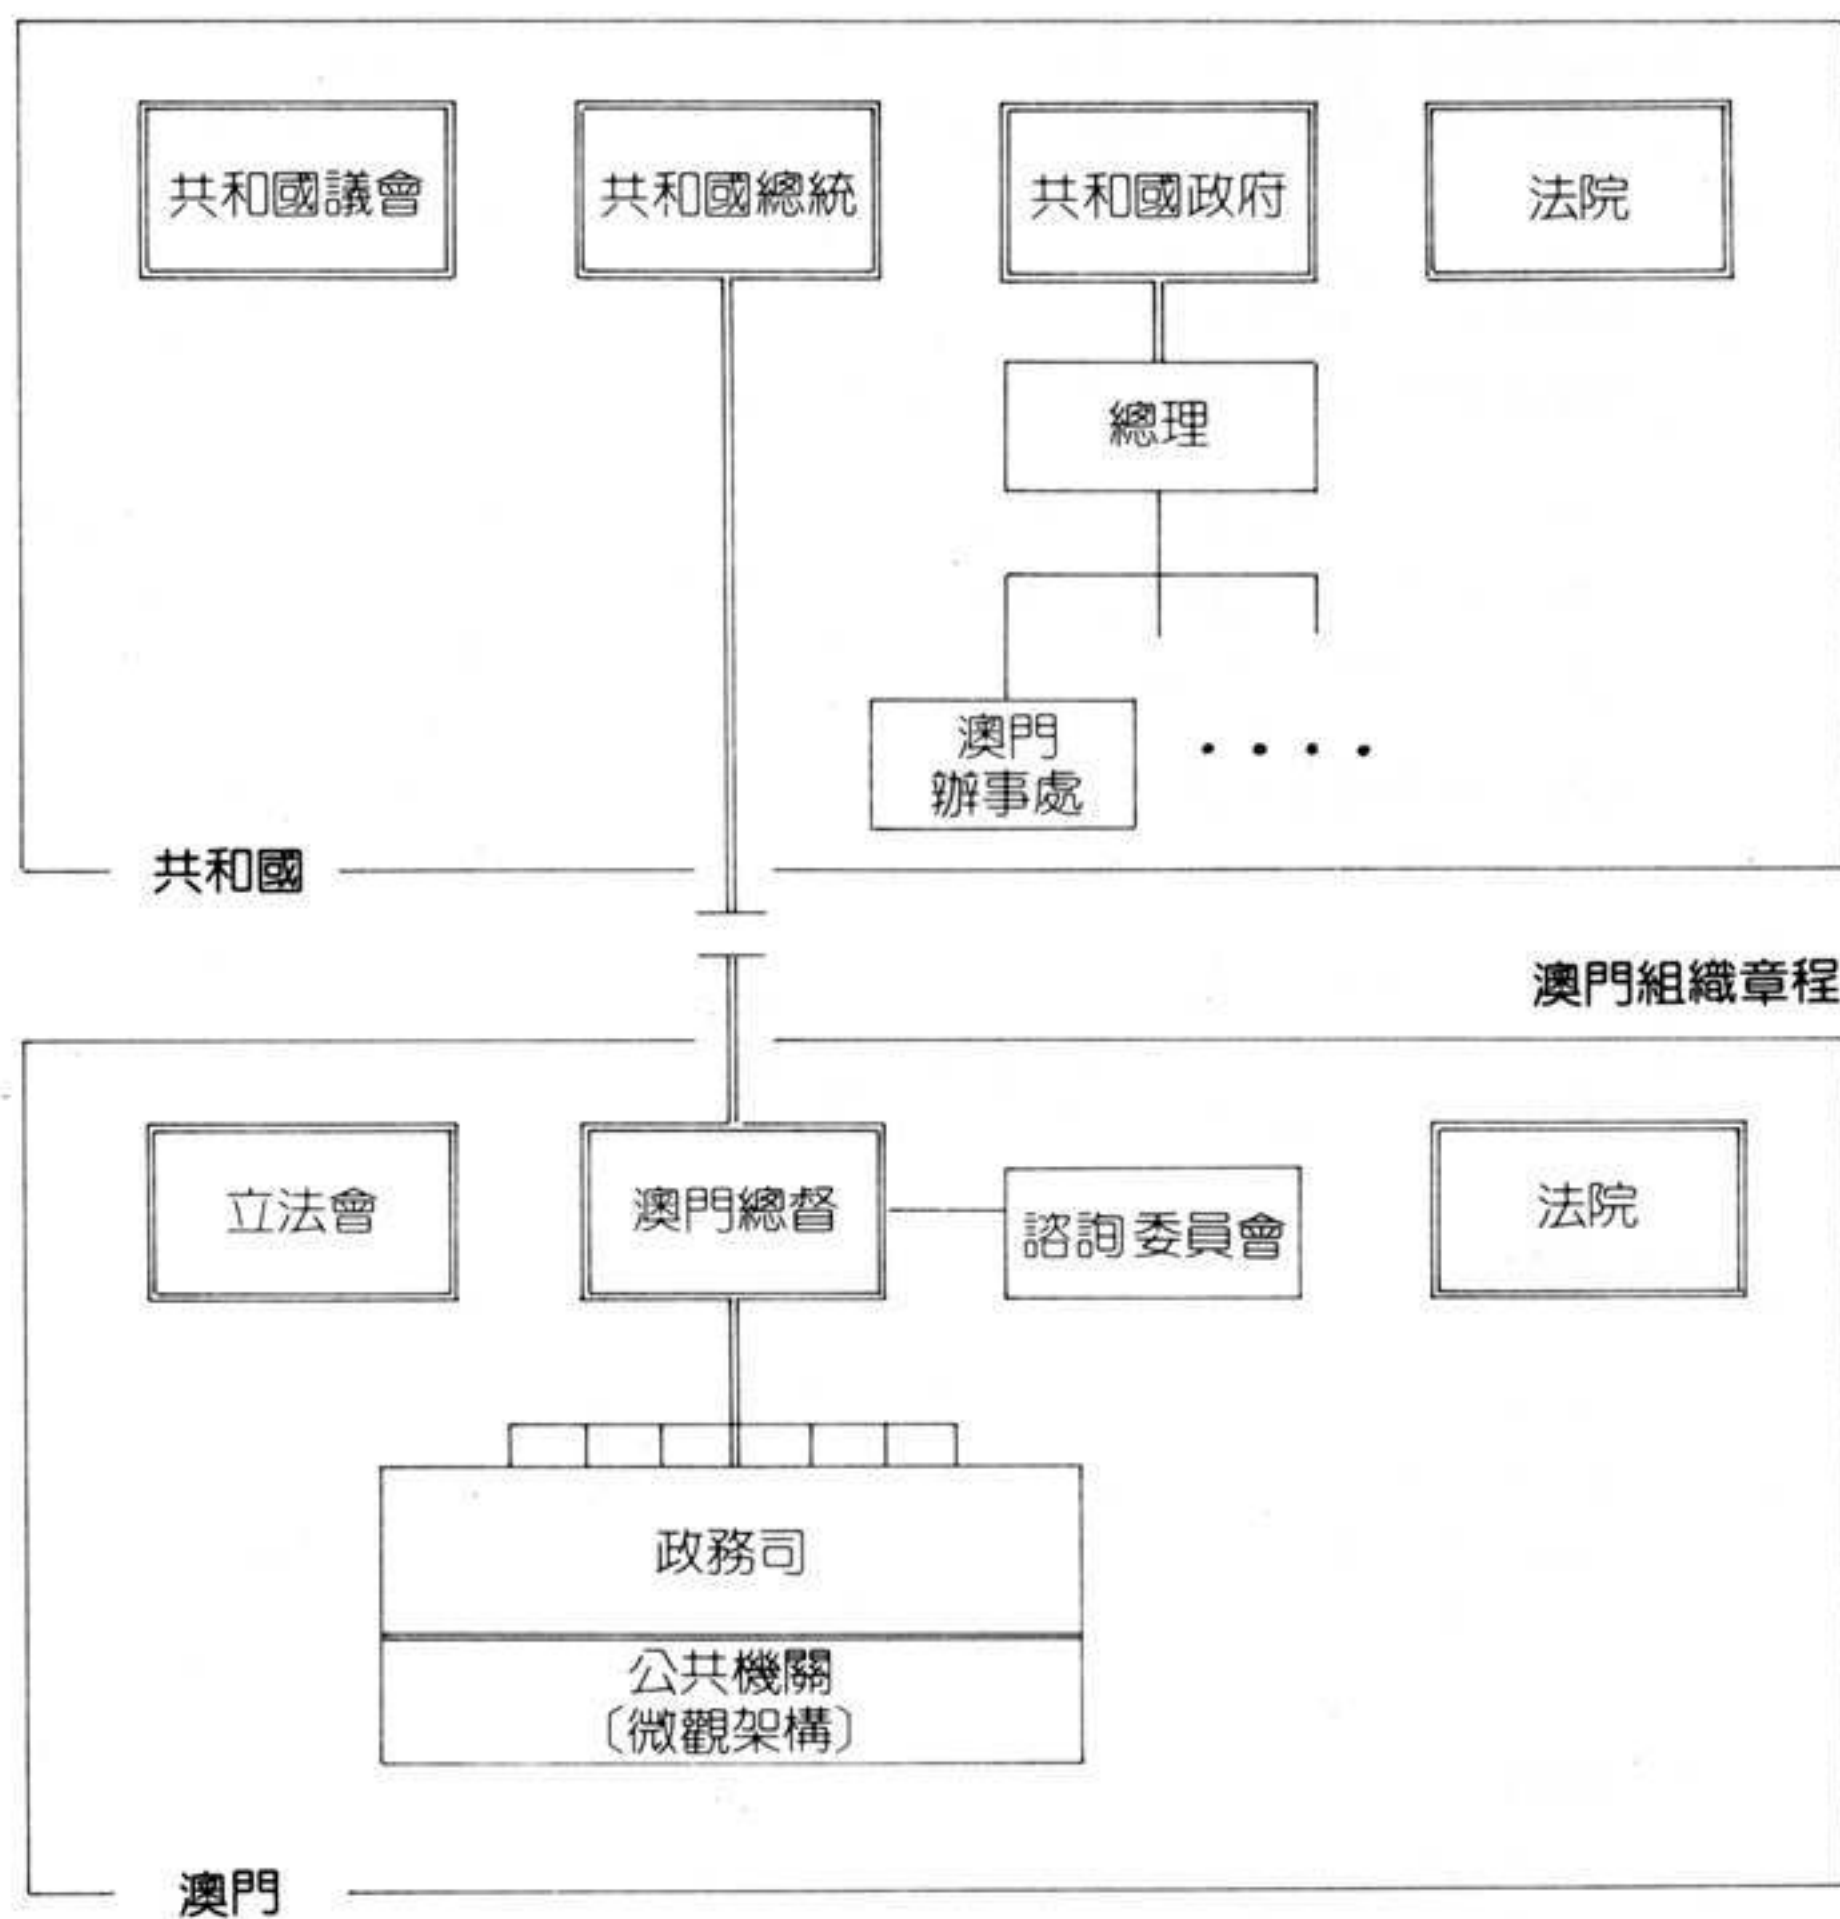 共和國議會
共和國總統
共和國政府
法院
總理
澳門
辦事處
共和國
澳門組織章程
立法會
澳門總督
諮詢委員會
法院
政務司
公共機關
(微觀架構)
澳門